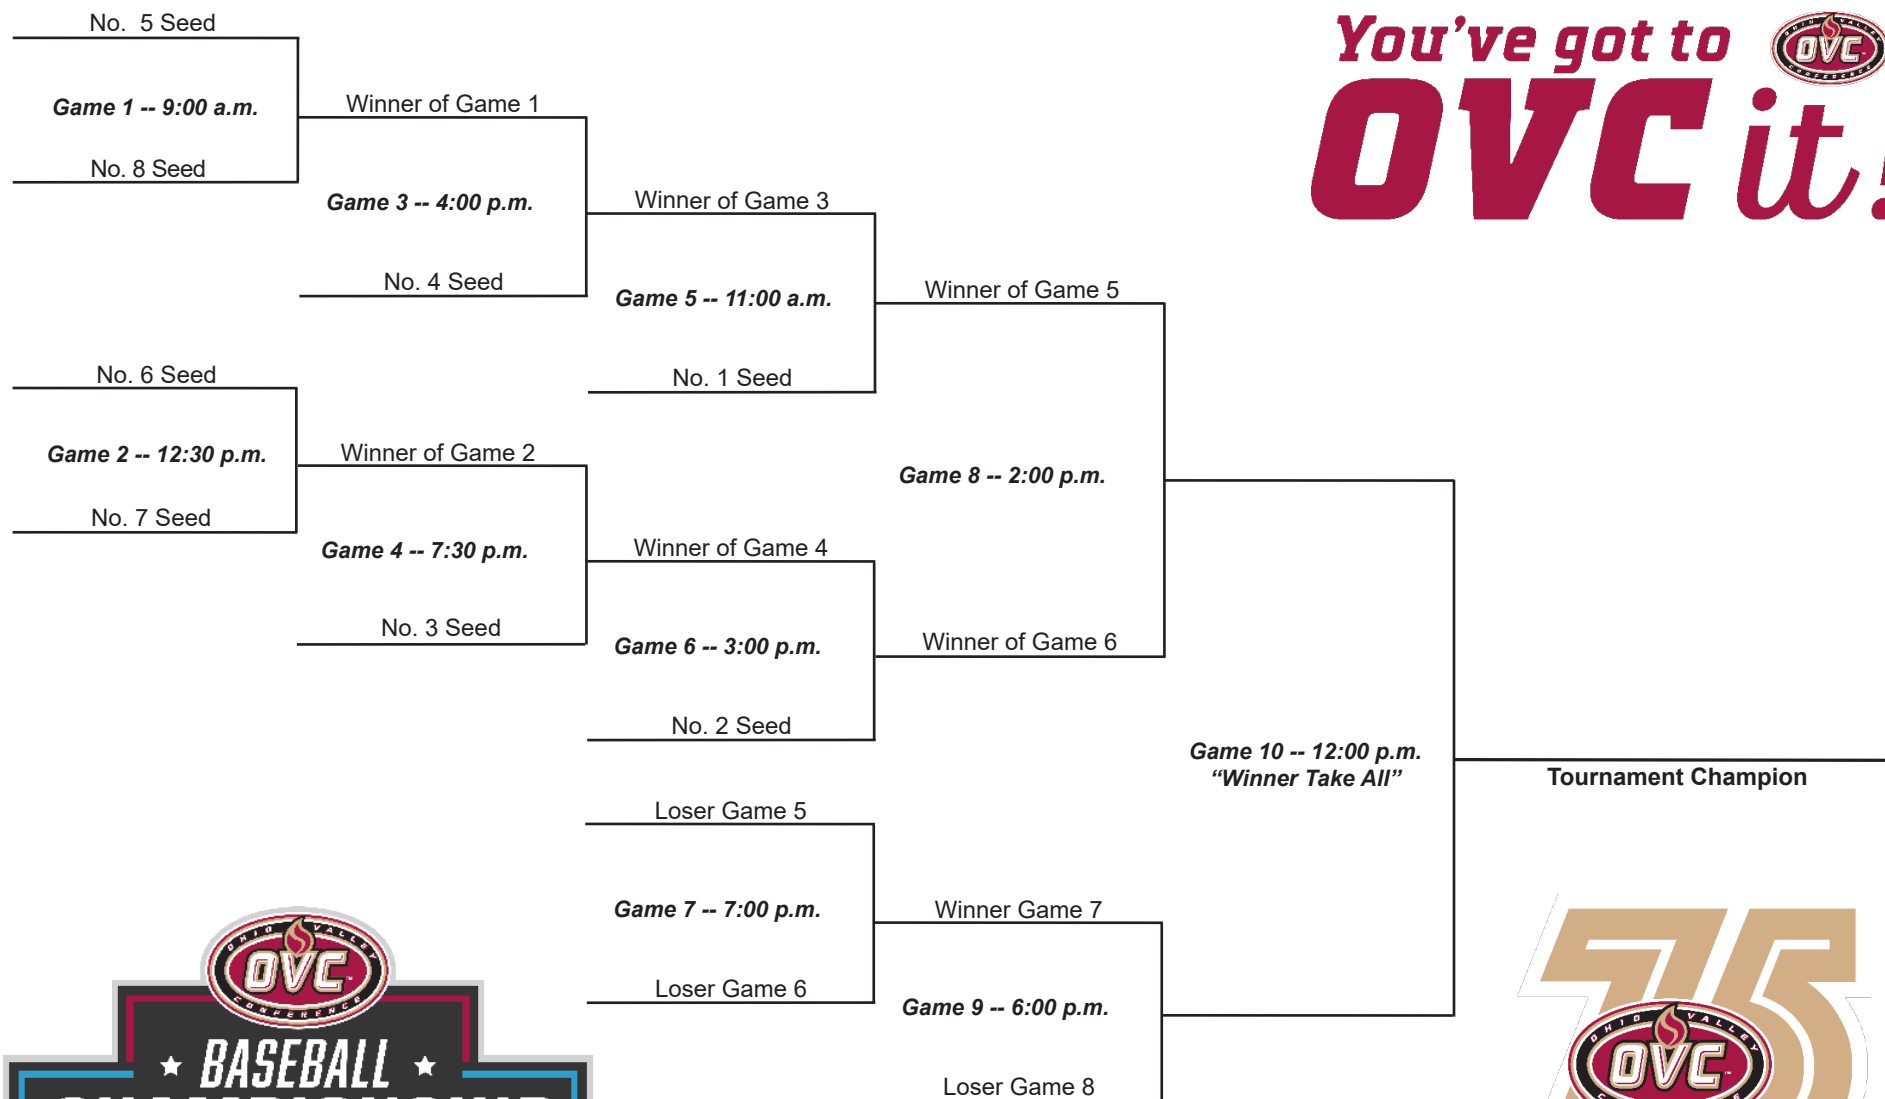 No. 5 Seed
Game 1 -- 9:00 a.m.
No. 8 Seed
Winner of Game 1
Game 3 -- 4:00 p.m.
No. 4 Seed
Winner of Game 3
Game 5 -- 11:00 a.m.
No. 1 Seed
Winner of Game 5
No. 6 Seed
Game 2 -- 12:30 p.m.
No. 7 Seed
Winner of Game 2
Game 4 -- 7:30 p.m.
No. 3 Seed
Winner of Game 4
Game 6 -- 3:00 p.m.
No. 2 Seed
Winner of Game 6
Game 8 -- 2:00 p.m.
Loser Game 5
Game 7 -- 7:00 p.m.
Loser Game 6
Winner Game 7
Game 9 -- 6:00 p.m.
Loser Game 8
Game 10 -- 12:00 p.m.
“Winner Take All”
Tournament Champion
You've got to
OVC it!
OHIO VALLEY
OVC
CONFERENCE
OHIO VALLEY
OVC
CONFERENCE
BASEBALL
75
OHIO VALLEY
OVC